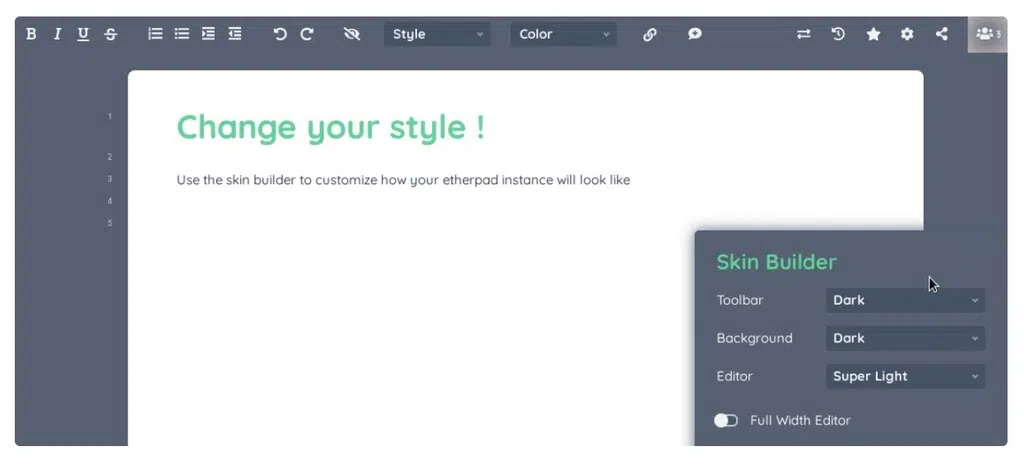 B I U S Style Color 3
1 Change your style !
2
3 Use the skin builder to customize how your etherpad instance will look like
4
5
Skin Builder
Toolbar Dark
Background Dark
Editor Super Light
Full Width Editor